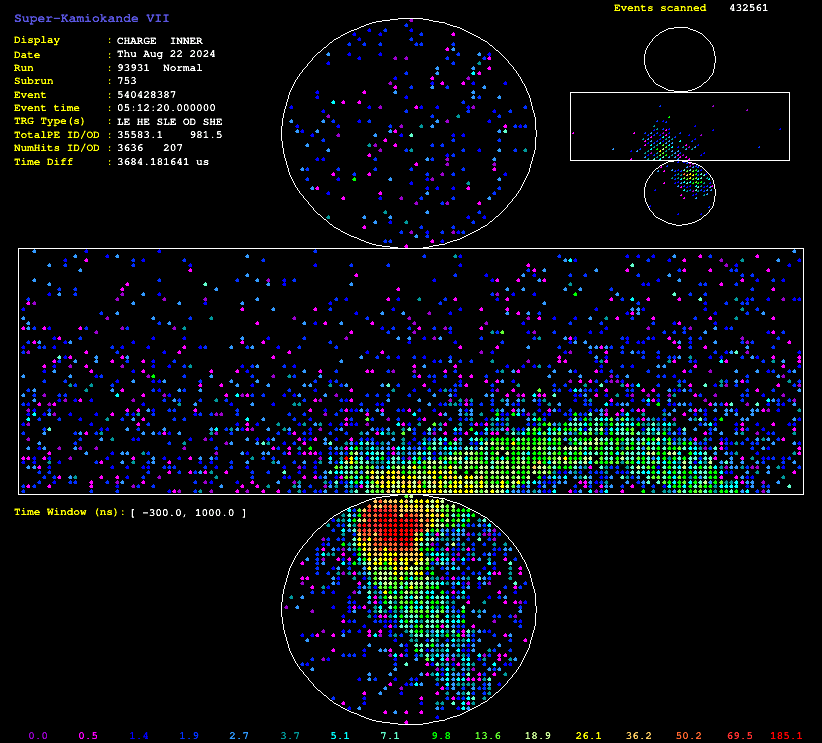 Super-Kamiokande VII
Events scanned 432561
Display : CHARGE INNER
Date : Thu Aug 22 2024
Run : 93931 Normal
Subrun : 753
Event : 540428387
Event time : 05:12:20.000000
TRG Type(s) : LE HE SLE OD SHE
TotalPE ID/OD : 35583.1 981.5
NumHits ID/OD : 3636 207
Time Diff : 3684.181641 us
Time Window (ns): [ -300.0, 1000.0 ]
0.0 0.5 1.4 1.9 2.7 3.7 5.1 7.1 9.8 13.6 18.9 26.1 36.2 50.2 69.5 185.1